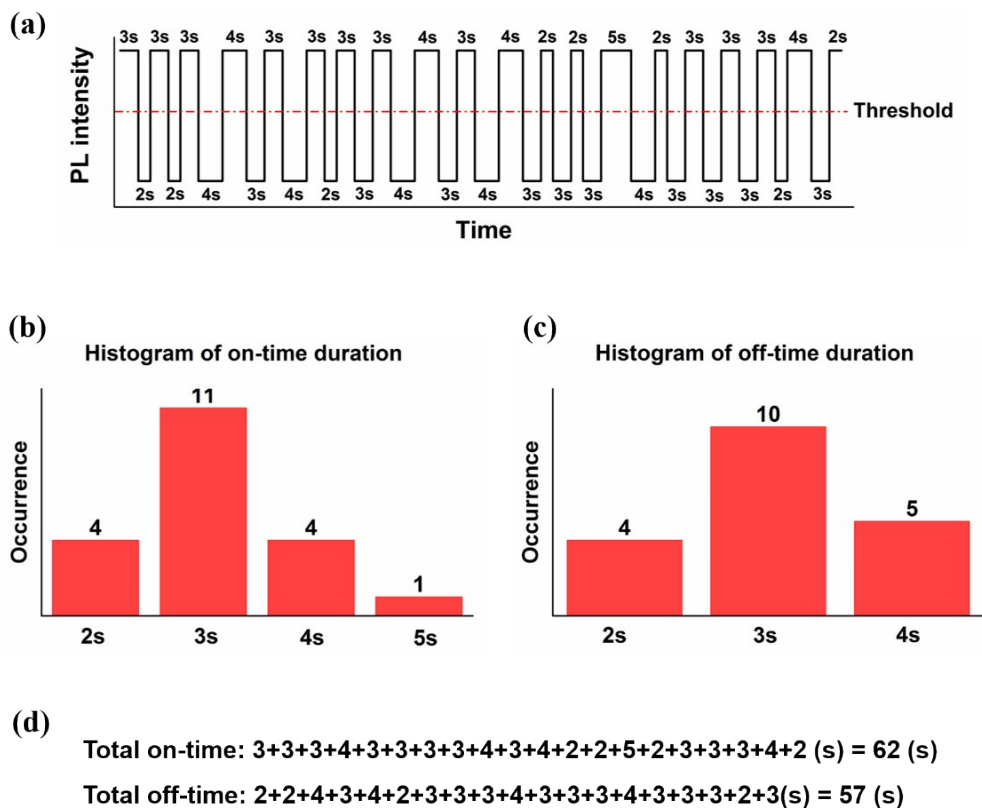 (a)
3s 3s 3s 4s 3s 3s 3s 3s 4s 3s 4s 2s 2s 5s 2s 3s 3s 3s 4s 2s
PL intensity
Threshold
2s 2s 4s 3s 4s 2s 3s 4s 3s 4s 3s 3s 3s 4s 3s 3s 3s 2s 3s
Time
(b)
Histogram of on-time duration
Occurrence
4
11
4
1
2s 3s 4s 5s
(c)
Histogram of off-time duration
Occurrence
4
10
5
2s 3s 4s
(d)
Total on-time: 3+3+3+4+3+3+3+3+4+3+4+2+2+5+2+3+3+3+4+2 (s) = 62 (s)
Total off-time: 2+2+4+3+4+2+3+3+3+4+3+3+3+4+3+3+3+2+3(s) = 57 (s)